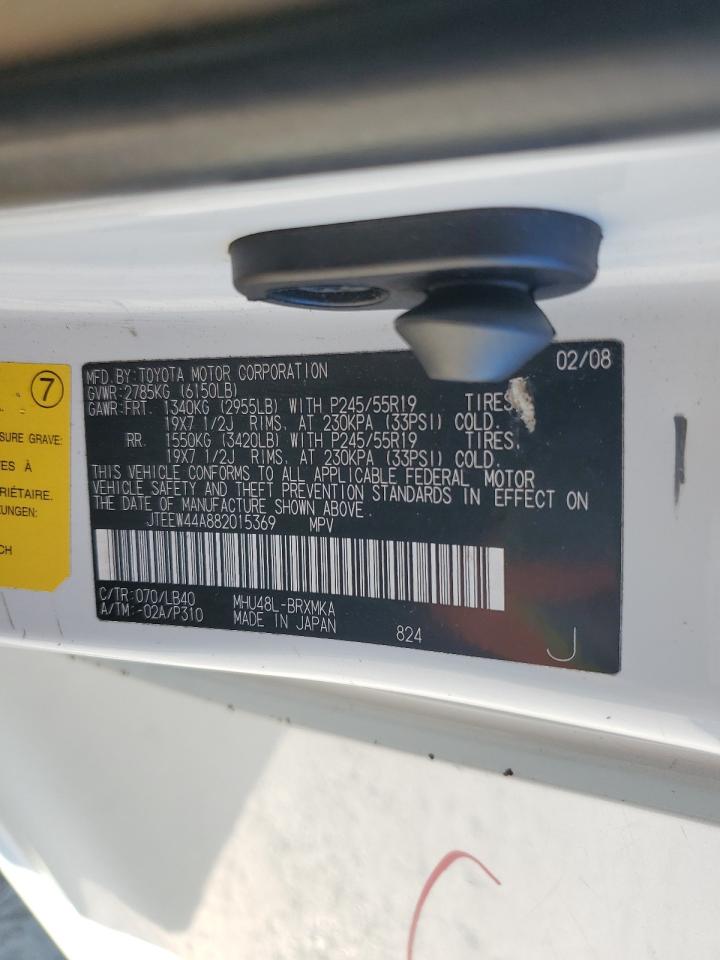 MFD.BY:TOYOTA MOTOR CORPORATION 02/08
GVWR:2785KG (6150LB)
GAWR:FRT. 1340KG (2955LB) WITH P245/55R19 TIRES,
19X7 1/2J RIMS, AT 230KPA (33PSI) COLD.
RR. 1550KG (3420LB) WITH P245/55R19 TIRES,
19X7 1/2J RIMS, AT 230KPA (33PSI) COLD.
THIS VEHICLE CONFORMS TO ALL APPLICABLE FEDERAL MOTOR
VEHICLE SAFETY AND THEFT PREVENTION STANDARDS IN EFFECT ON
THE DATE OF MANUFACTURE SHOWN ABOVE.
JTEEW44A882015369 MPV
C/TR:070/LB40 MHU48L-BRXMKA
A/TM:-02A/P310 MADE IN JAPAN 824 J
7
GRAVE:
À
CH